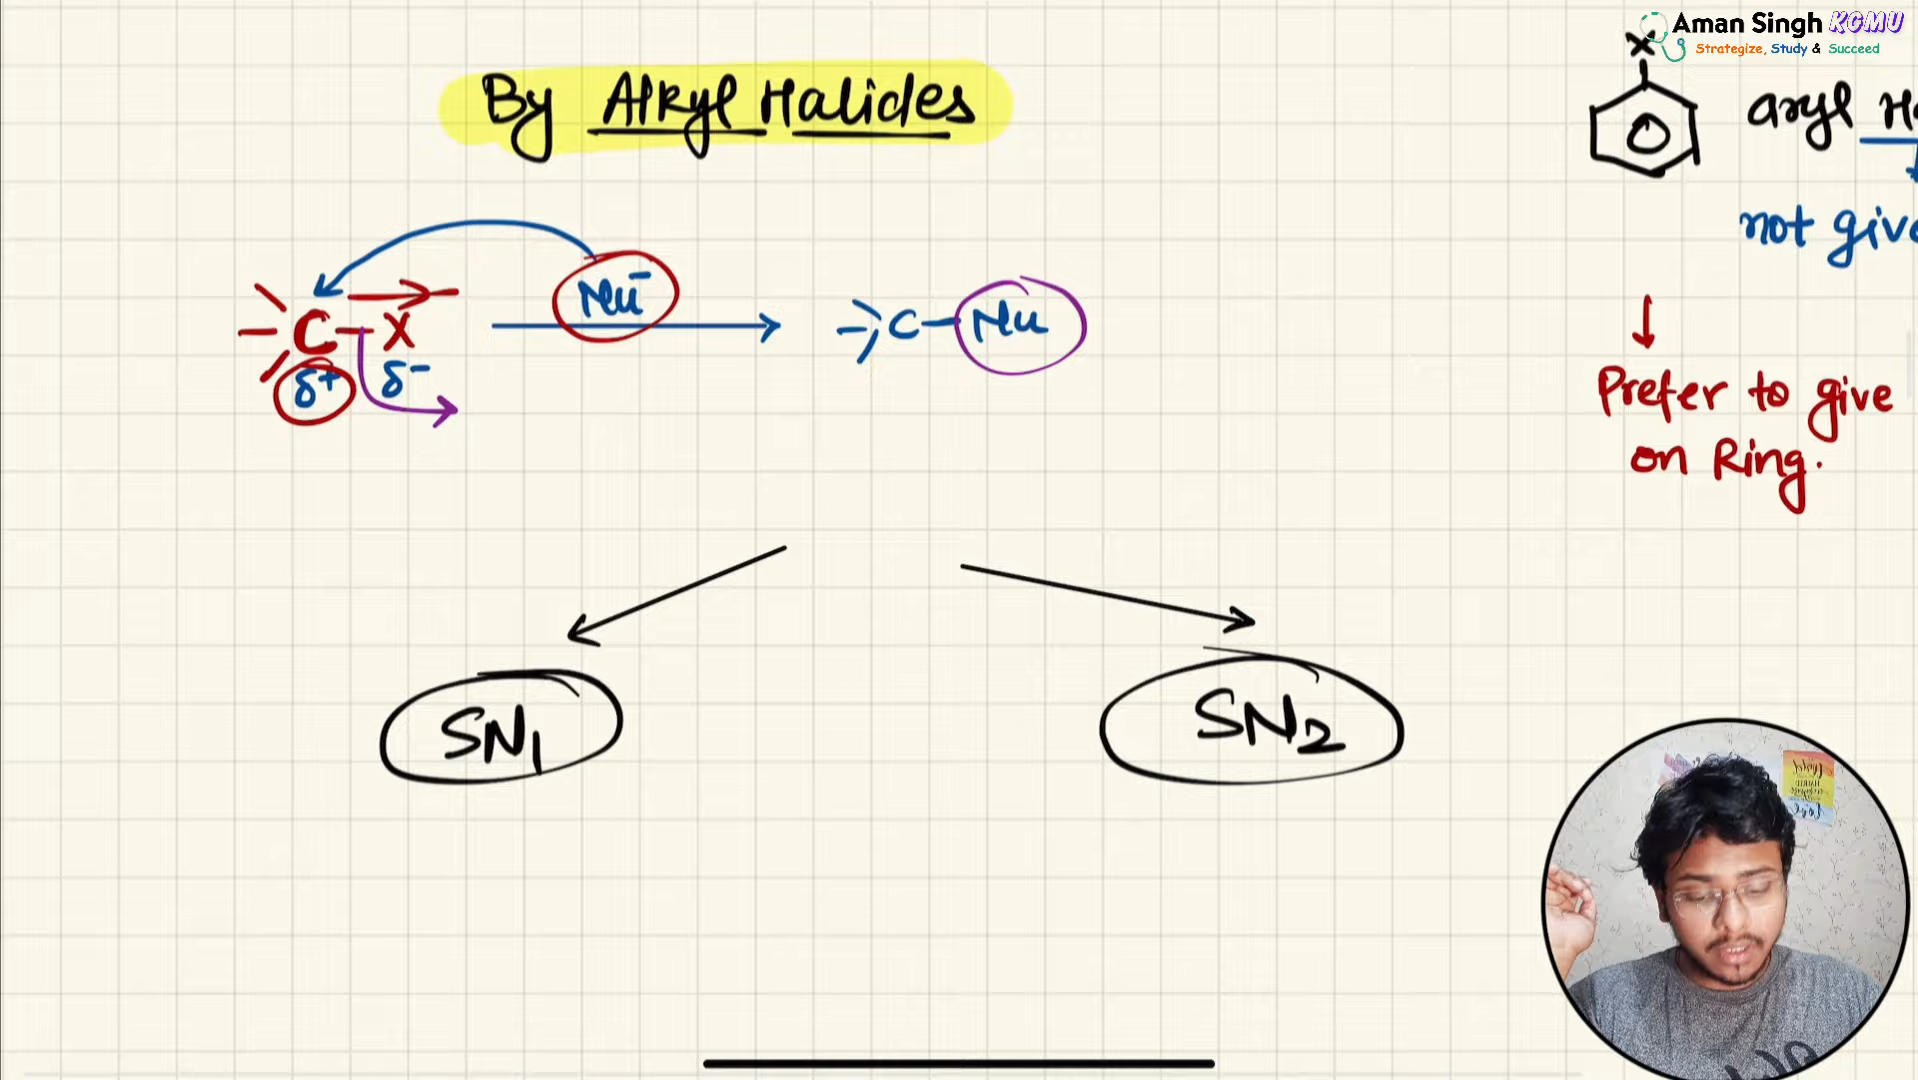 Aman Singh KGMU
Strategize, Study & Succeed
By Alkyl Halides
X
aryl Ha
not give
C - X
δ+ δ-
Nu-
C - Nu
Prefer to give
on Ring.
SN1
SN2